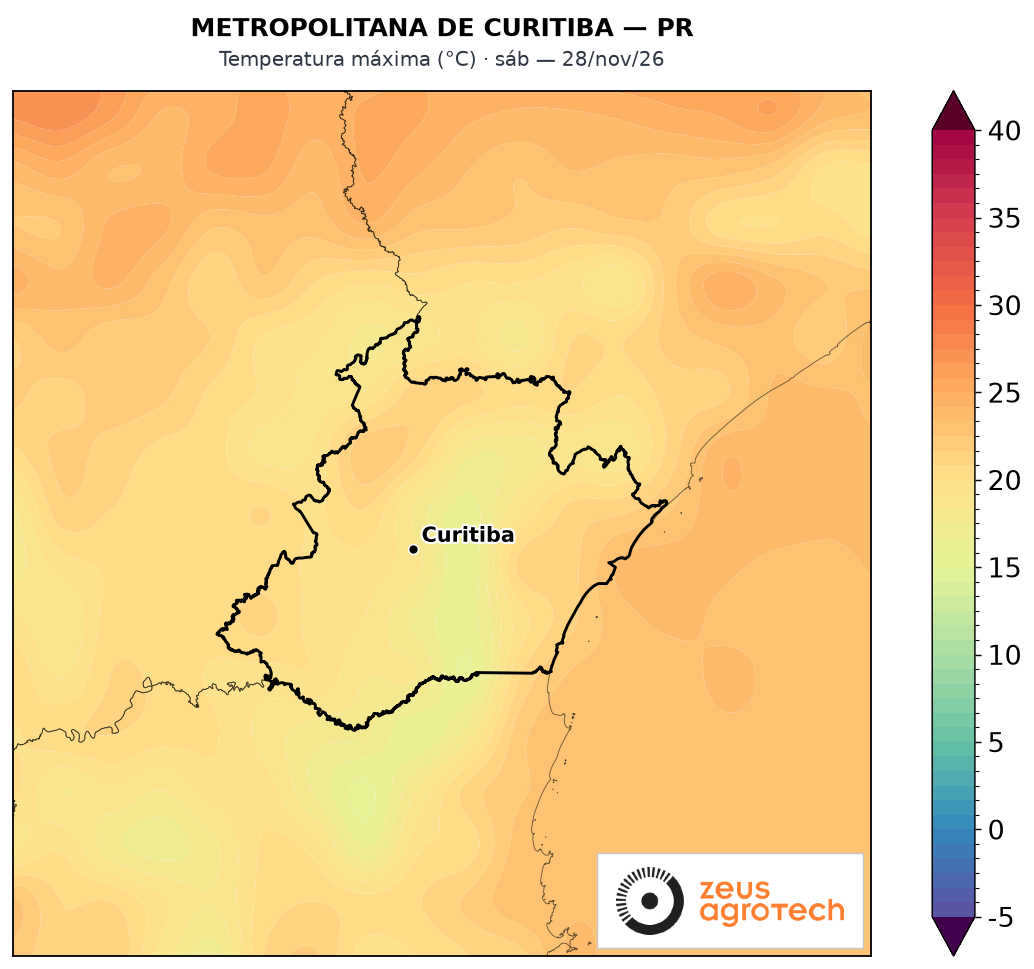 METROPOLITANA DE CURITIBA — PR
Temperatura máxima (°C) · sáb — 28/nov/26
40
35
30
25
20
15
10
5
0
-5
Curitiba
zeus
agrotech